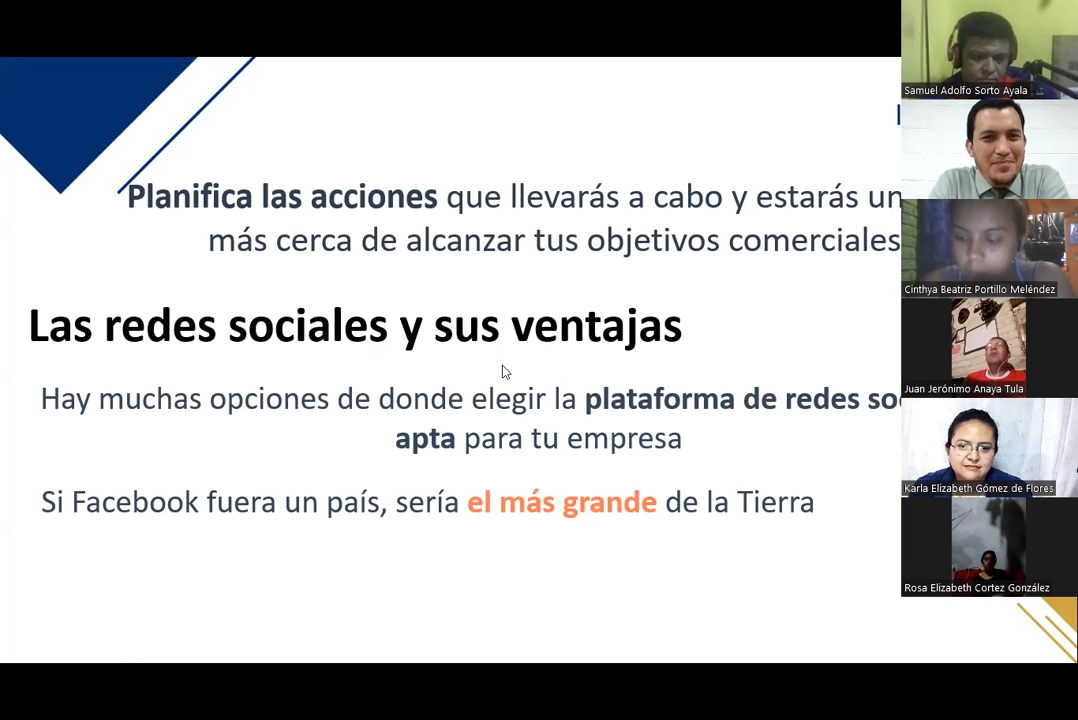 Planifica las acciones que llevarás a cabo y estarás un
más cerca de alcanzar tus objetivos comerciales
Las redes sociales y sus ventajas
Hay muchas opciones de donde elegir la plataforma de redes
apta para tu empresa
Si Facebook fuera un país, sería el más grande de la Tierra
Samuel Adolfo Sorto Ayala
Cinthya Beatriz Portillo Meléndez
Juan Jerónimo Anaya Tula
Karla Elizabeth Gómez de Flores
Rosa Elizabeth Cortez González